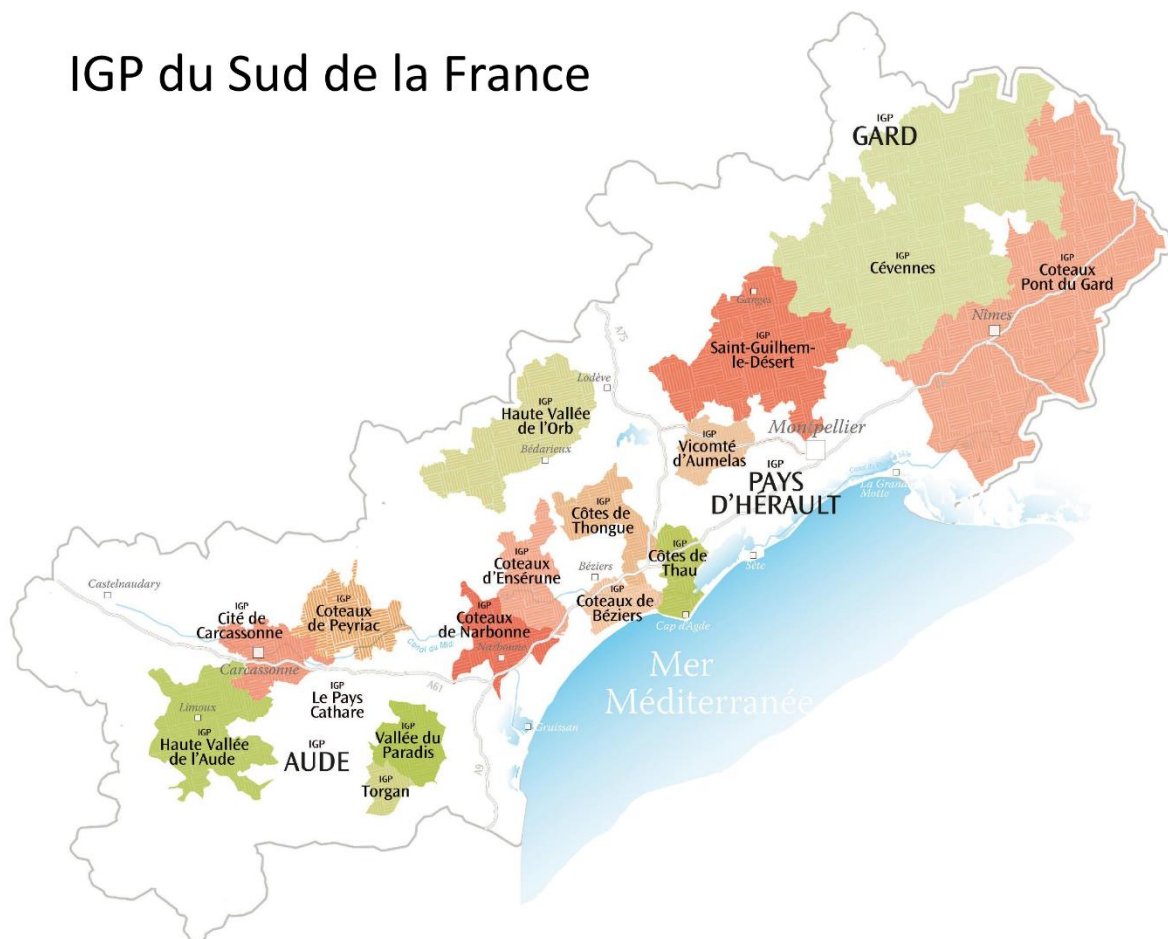 IGP du Sud de la France
IGP
GARD
IGP
Cévennes
IGP
Coteaux
Pont du Gard
Nîmes
Ganges
IGP
Saint-Guilhem-
le-Désert
A75
Lodève
IGP
Haute Vallée
de l'Orb
Bédarieux
IGP
Vicomté
d'Aumelas
Montpellier
IGP
PAYS
D'HÉRAULT
La Grande
Motte
IGP
Côtes de
Thongue
IGP
Côtes de
Thau
Sète
IGP
Coteaux
d'Ensérune
Béziers
IGP
Coteaux de
Béziers
Cap d'Agde
Castelnaudary
IGP
Cité de
Carcassonne
Carcassonne
IGP
Coteaux
de Peyriac
Canal du Midi
IGP
Coteaux
de Narbonne
Narbonne
Mer
Méditerranée
A61
IGP
Le Pays
Cathare
Limoux
IGP
Haute Vallée
de l'Aude
IGP
AUDE
IGP
Vallée du
Paradis
IGP
Torgan
Gruissan
A9